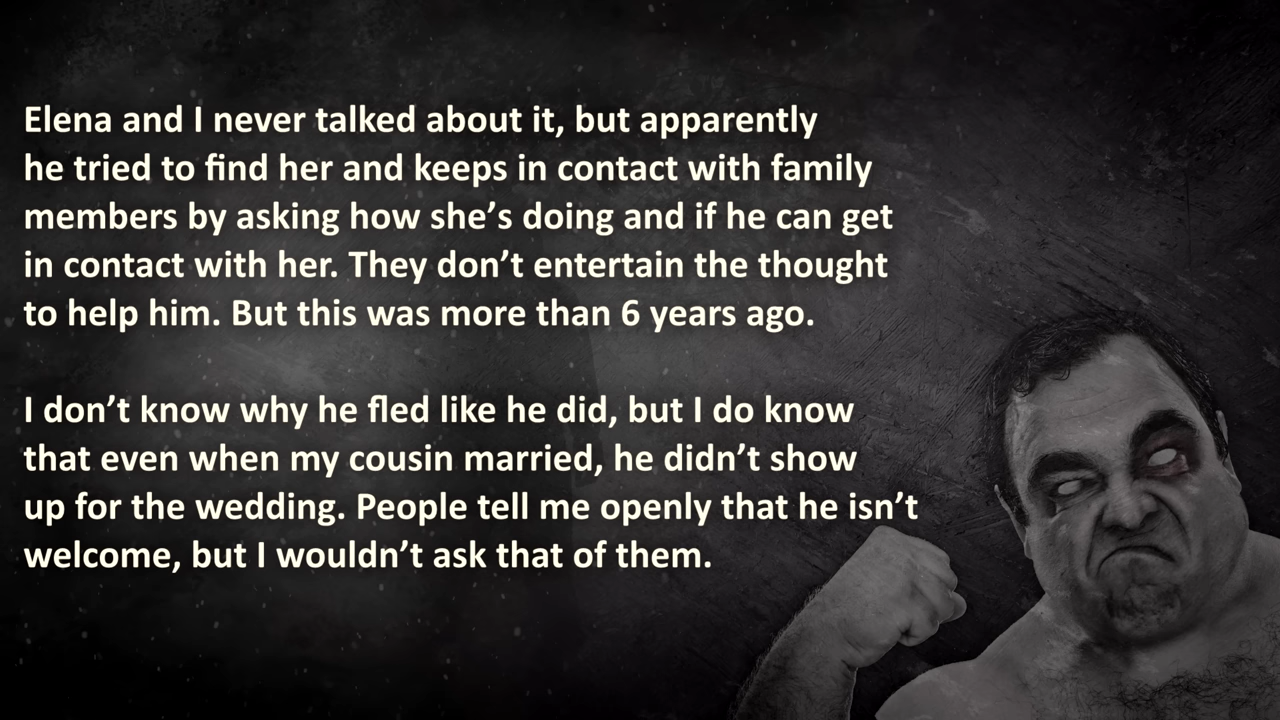 Elena and I never talked about it, but apparently
he tried to find her and keeps in contact with family
members by asking how she’s doing and if he can get
in contact with her. They don’t entertain the thought
to help him. But this was more than 6 years ago.
I don’t know why he fled like he did, but I do know
that even when my cousin married, he didn’t show
up for the wedding. People tell me openly that he isn’t
welcome, but I wouldn’t ask that of them.